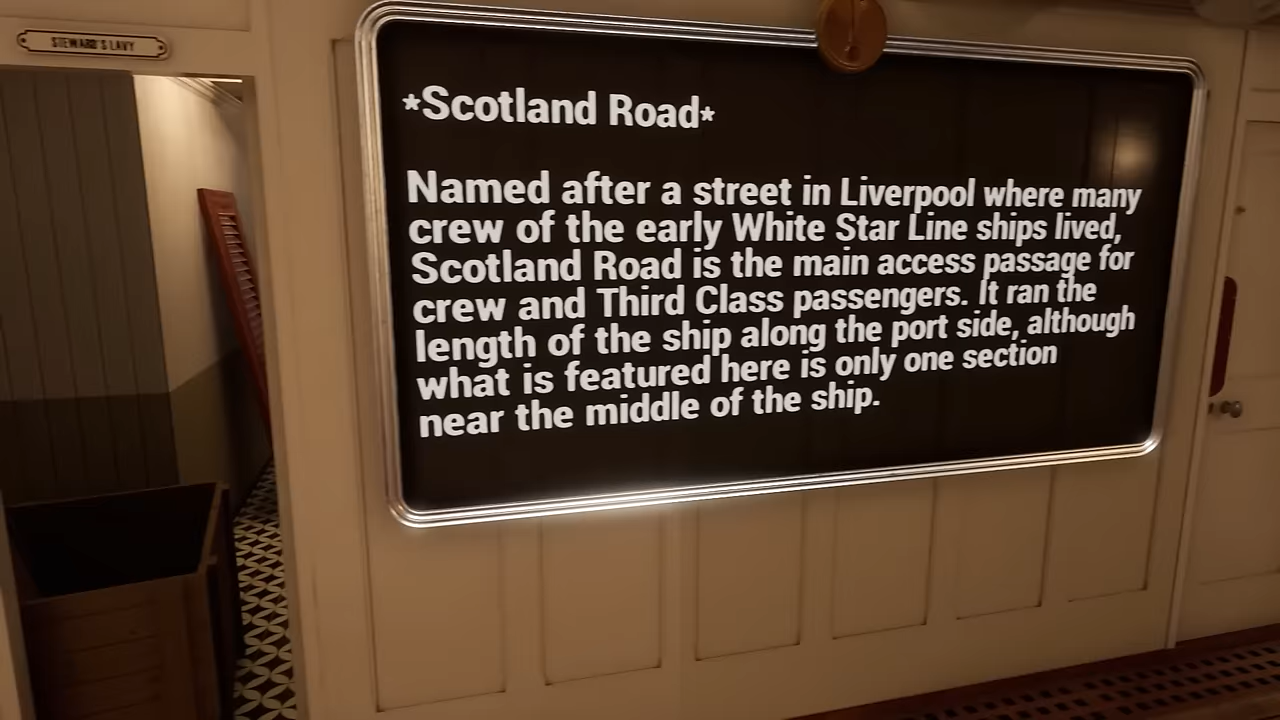 STEWARD'S LAVY
*Scotland Road*
Named after a street in Liverpool where many
crew of the early White Star Line ships lived,
Scotland Road is the main access passage for
crew and Third Class passengers. It ran the
length of the ship along the port side, although
what is featured here is only one section
near the middle of the ship.